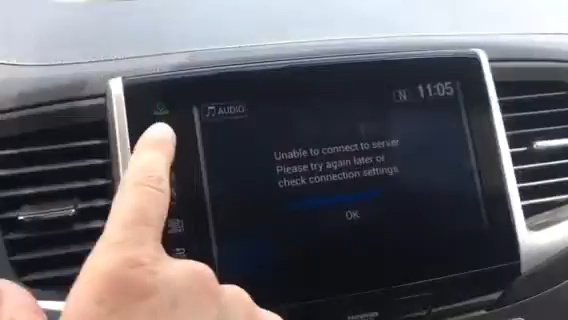 AUDIO
N 11:05
Unable to connect to server
Please try again later or
check connection settings
OK